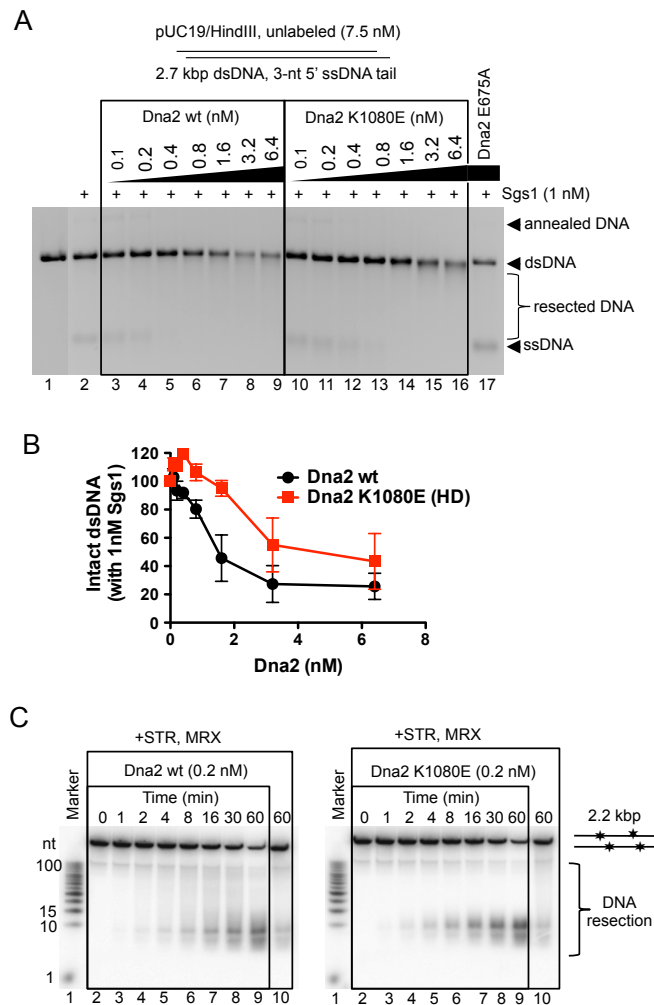 A
pUC19/HindIII, unlabeled (7.5 nM)
2.7 kbp dsDNA, 3-nt 5' ssDNA tail
Dna2 wt (nM)
Dna2 K1080E (nM)
Dna2 E675A
0.1 0.2 0.4 0.8 1.6 3.2 6.4 0.1 0.2 0.4 0.8 1.6 3.2 6.4
+ + + + + + + + + + + + + + + + Sgs1 (1 nM)
annealed DNA
dsDNA
resected DNA
ssDNA
1 2 3 4 5 6 7 8 9 10 11 12 13 14 15 16 17
B
Intact dsDNA
(with 1nM Sgs1)
120
100
80
60
40
20
0
0 2 4 6 8
Dna2 (nM)
Dna2 wt
Dna2 K1080E (HD)
C
+STR, MRX
Marker
Dna2 wt (0.2 nM)
Time (min)
0 1 2 4 8 16 30 60 60
nt
100
15
10
1
1 2 3 4 5 6 7 8 9 10
+STR, MRX
Marker
Dna2 K1080E (0.2 nM)
Time (min)
0 1 2 4 8 16 30 60 60
2.2 kbp
DNA
resection
1 2 3 4 5 6 7 8 9 10